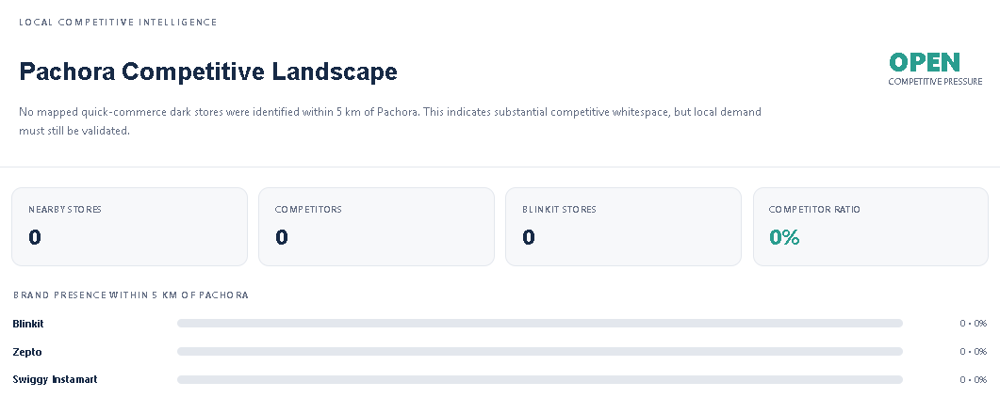 LOCAL COMPETITIVE INTELLIGENCE
Pachora Competitive Landscape
OPEN
COMPETITIVE PRESSURE
No mapped quick-commerce dark stores were identified within 5 km of Pachora. This indicates substantial competitive whitespace, but local demand
must still be validated.
NEARBY STORES
0
COMPETITORS
0
BLINKIT STORES
0
COMPETITOR RATIO
0%
BRAND PRESENCE WITHIN 5 KM OF PACHORA
Blinkit 0 • 0%
Zepto 0 • 0%
Swiggy Instamart 0 • 0%